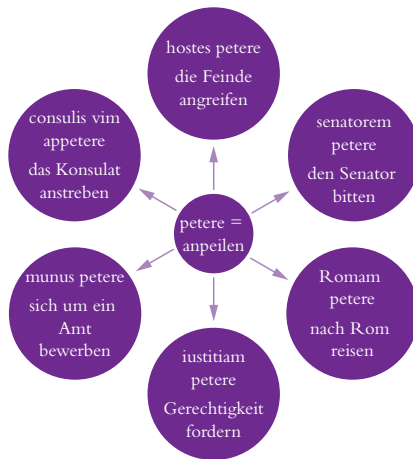 hostes petere
die Feinde
angreifen
senatorem
petere
den Senator
bitten
Romam
petere
nach Rom
reisen
iustitiam
petere
Gerechtigkeit
fordern
munus petere
sich um ein
Amt
bewerben
consulis vim
appetere
das Konsulat
anstreben
petere =
anpeilen